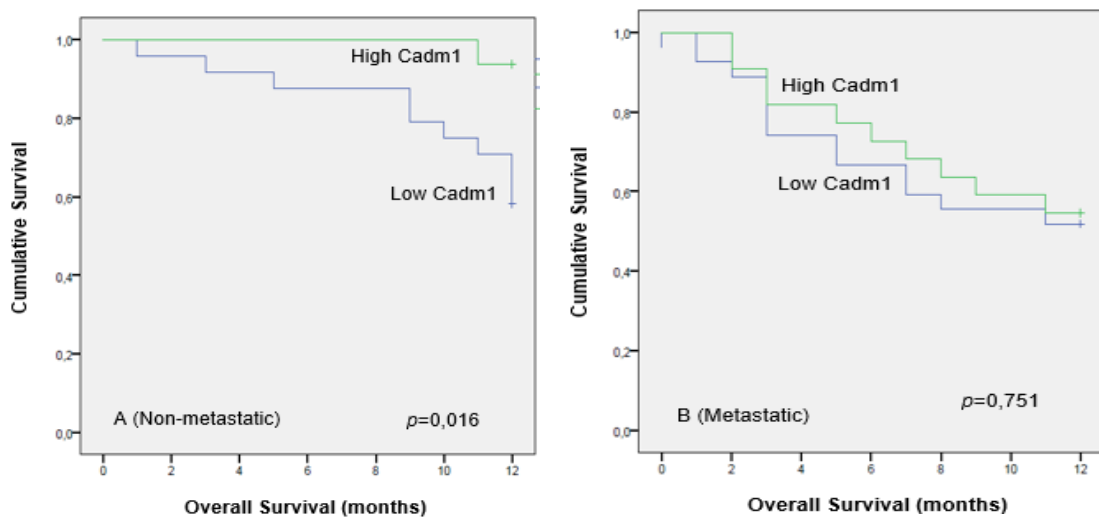 Cumulative Survival
1,0
0,8
0,6
0,4
0,2
0,0
High Cadm1
Low Cadm1
A (Non-metastatic)
p=0,016
0 2 4 6 8 10 12
Overall Survival (months)
Cumulative Survival
1,0
0,8
0,6
0,4
0,2
0,0
High Cadm1
Low Cadm1
B (Metastatic)
p=0,751
0 2 4 6 8 10 12
Overall Survival (months)